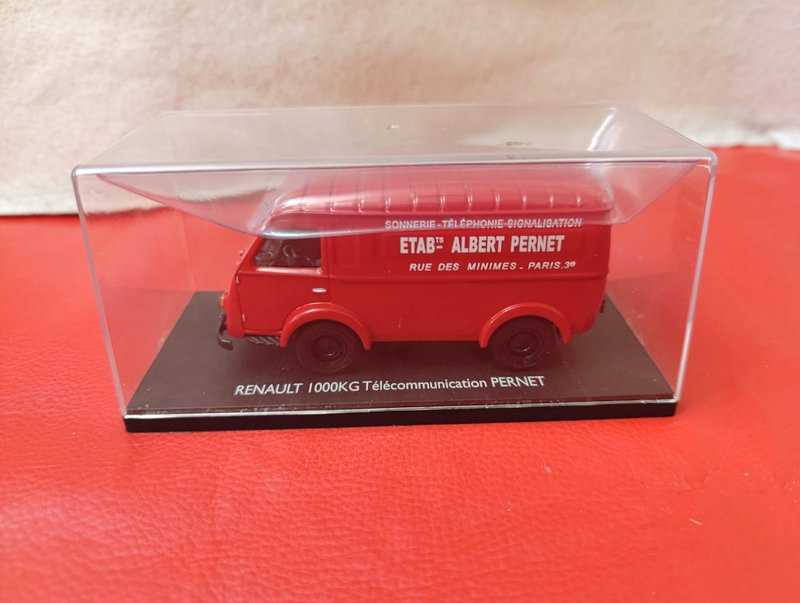 SONNERIE-TÉLÉPHONIE-SIGNALISATION
ETABTS ALBERT PERNET
RUE DES MINIMES - PARIS.3e
RENAULT 1000KG Télécommunication PERNET